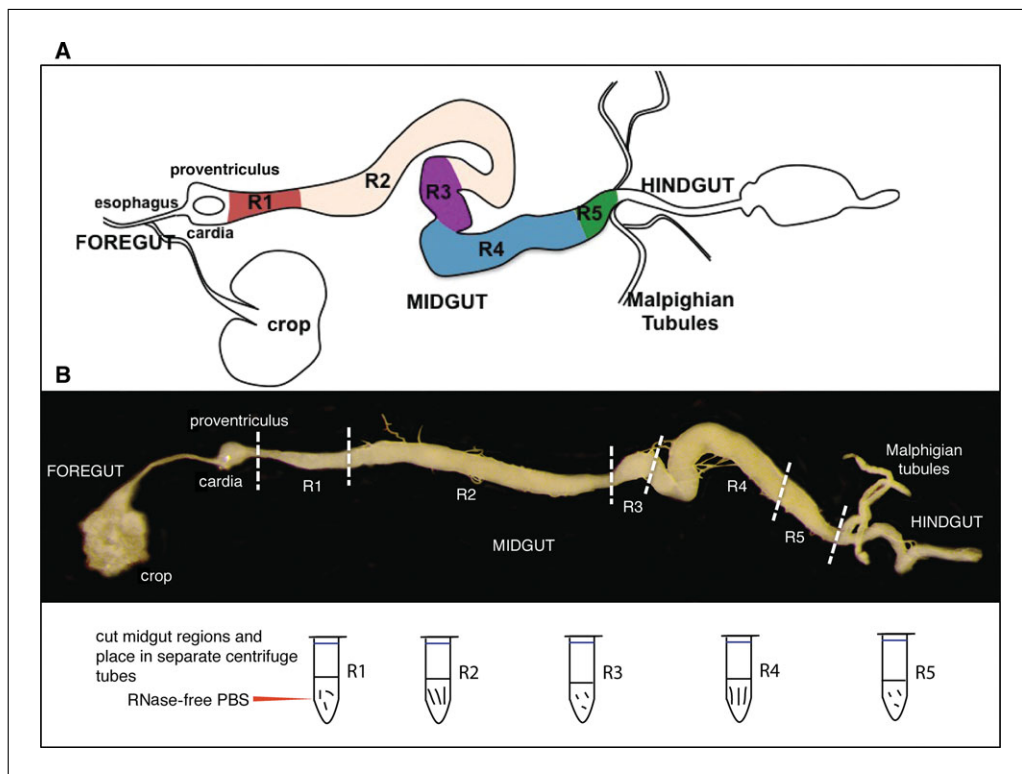 A
proventriculus
esophagus
R1
R2
R3
R4
R5
cardia
FOREGUT
crop
MIDGUT
HINDGUT
Malpighian
Tubules
B
proventriculus
FOREGUT
cardia
crop
R1
R2
R3
R4
R5
MIDGUT
Malphigian
tubules
HINDGUT
cut midgut regions and
place in separate centrifuge
tubes
RNase-free PBS
R1
R2
R3
R4
R5